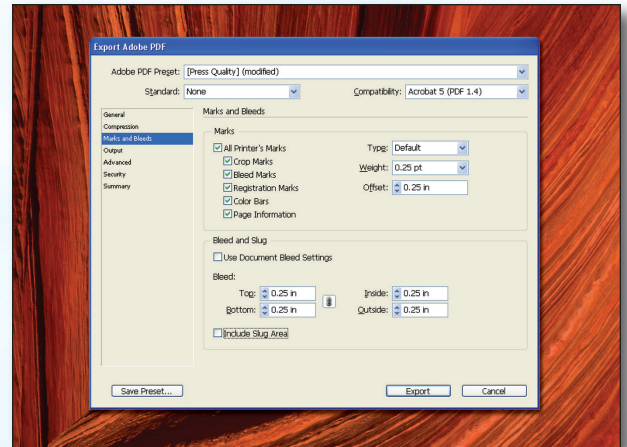 Export Adobe PDF
Adobe PDF Preset: [Press Quality] (modified)
Standard: None Compatibility: Acrobat 5 (PDF 1.4)
General
Compression
Marks and Bleeds
Output
Advanced
Security
Summary
Marks and Bleeds
Marks
All Printer's Marks
Crop Marks
Bleed Marks
Registration Marks
Color Bars
Page Information
Type: Default
Weight: 0.25 pt
Offset: 0.25 in
Bleed and Slug
Use Document Bleed Settings
Bleed:
Top: 0.25 in Inside: 0.25 in
Bottom: 0.25 in Outside: 0.25 in
Include Slug Area
Save Preset... Export Cancel